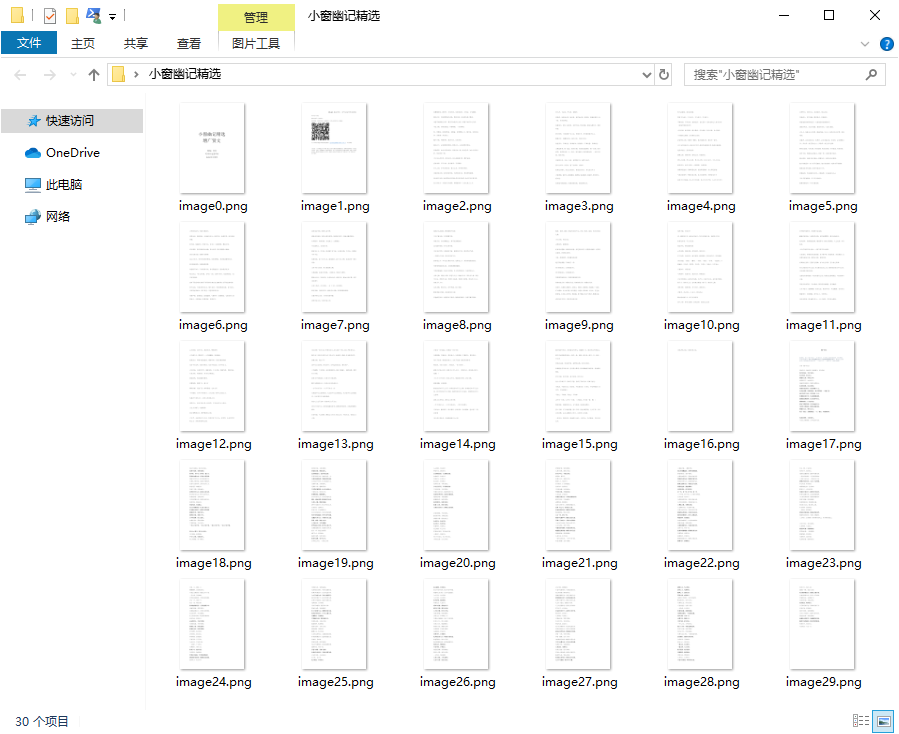 管理
小窗幽记精选
文件
主页
共享
查看
图片工具
小窗幽记精选
搜索"小窗幽记精选"
快速访问
OneDrive
此电脑
网络
image0.png
image1.png
image2.png
image3.png
image4.png
image5.png
image6.png
image7.png
image8.png
image9.png
image10.png
image11.png
image12.png
image13.png
image14.png
image15.png
image16.png
image17.png
image18.png
image19.png
image20.png
image21.png
image22.png
image23.png
image24.png
image25.png
image26.png
image27.png
image28.png
image29.png
30 个项目